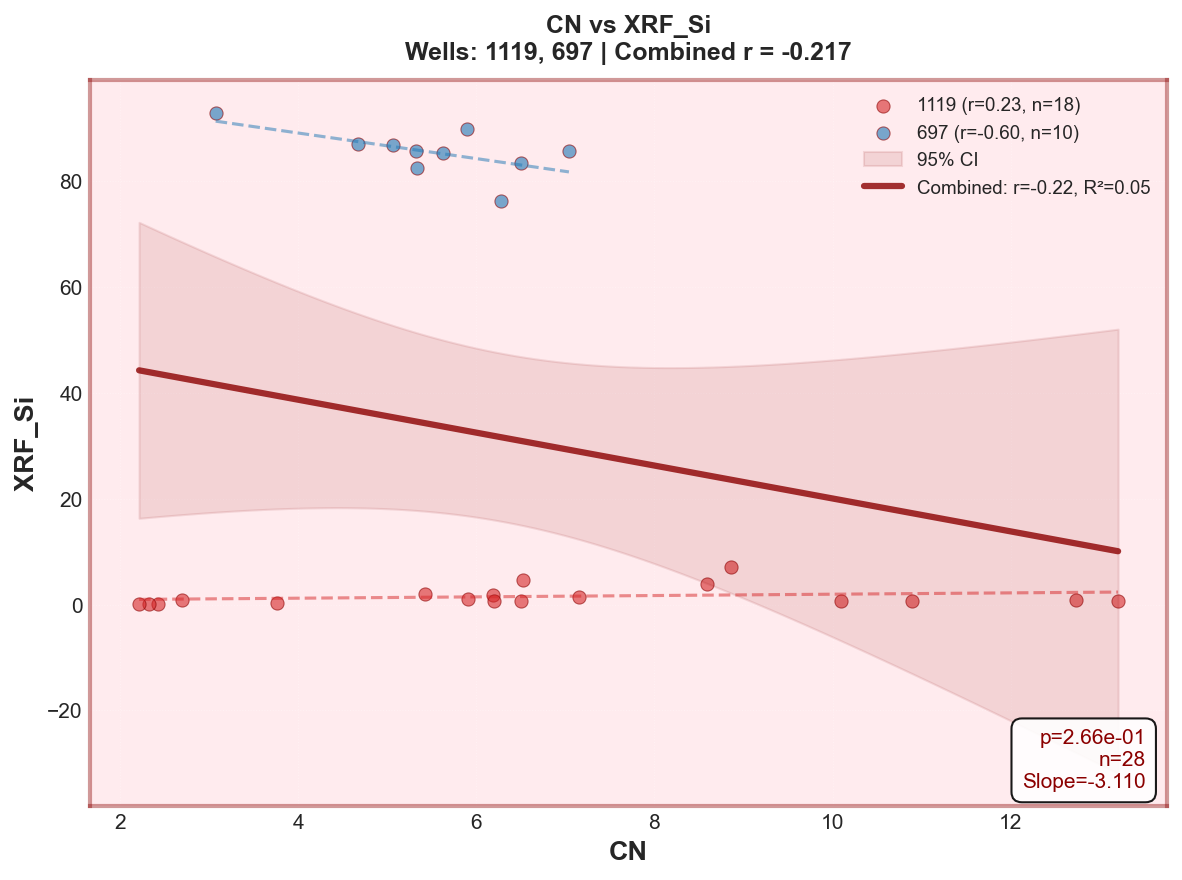 CN vs XRF_Si
Wells: 1119, 697 | Combined r = -0.217
1119 (r=0.23, n=18)
697 (r=-0.60, n=10)
95% CI
Combined: r=-0.22, R²=0.05
XRF_Si
80
60
40
20
0
−20
p=2.66e-01
n=28
Slope=-3.110
2 4 6 8 10 12
CN